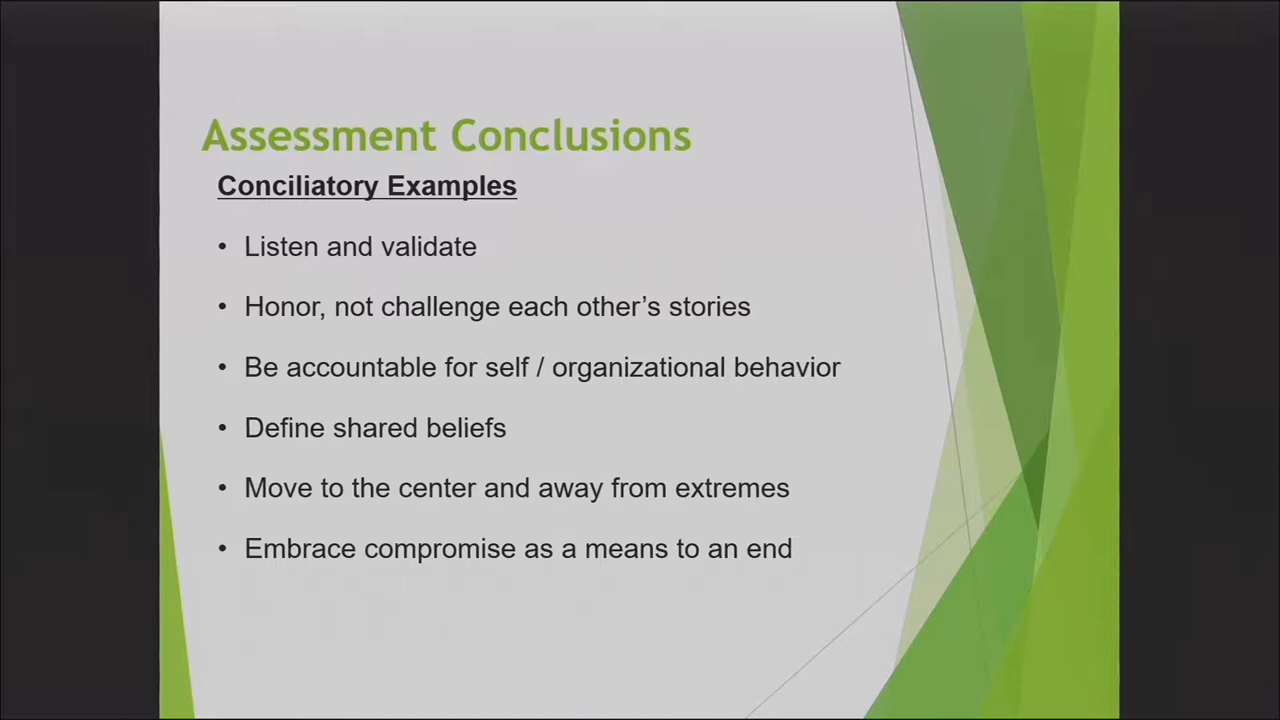 Assessment Conclusions
Conciliatory Examples
• Listen and validate
• Honor, not challenge each other’s stories
• Be accountable for self / organizational behavior
• Define shared beliefs
• Move to the center and away from extremes
• Embrace compromise as a means to an end